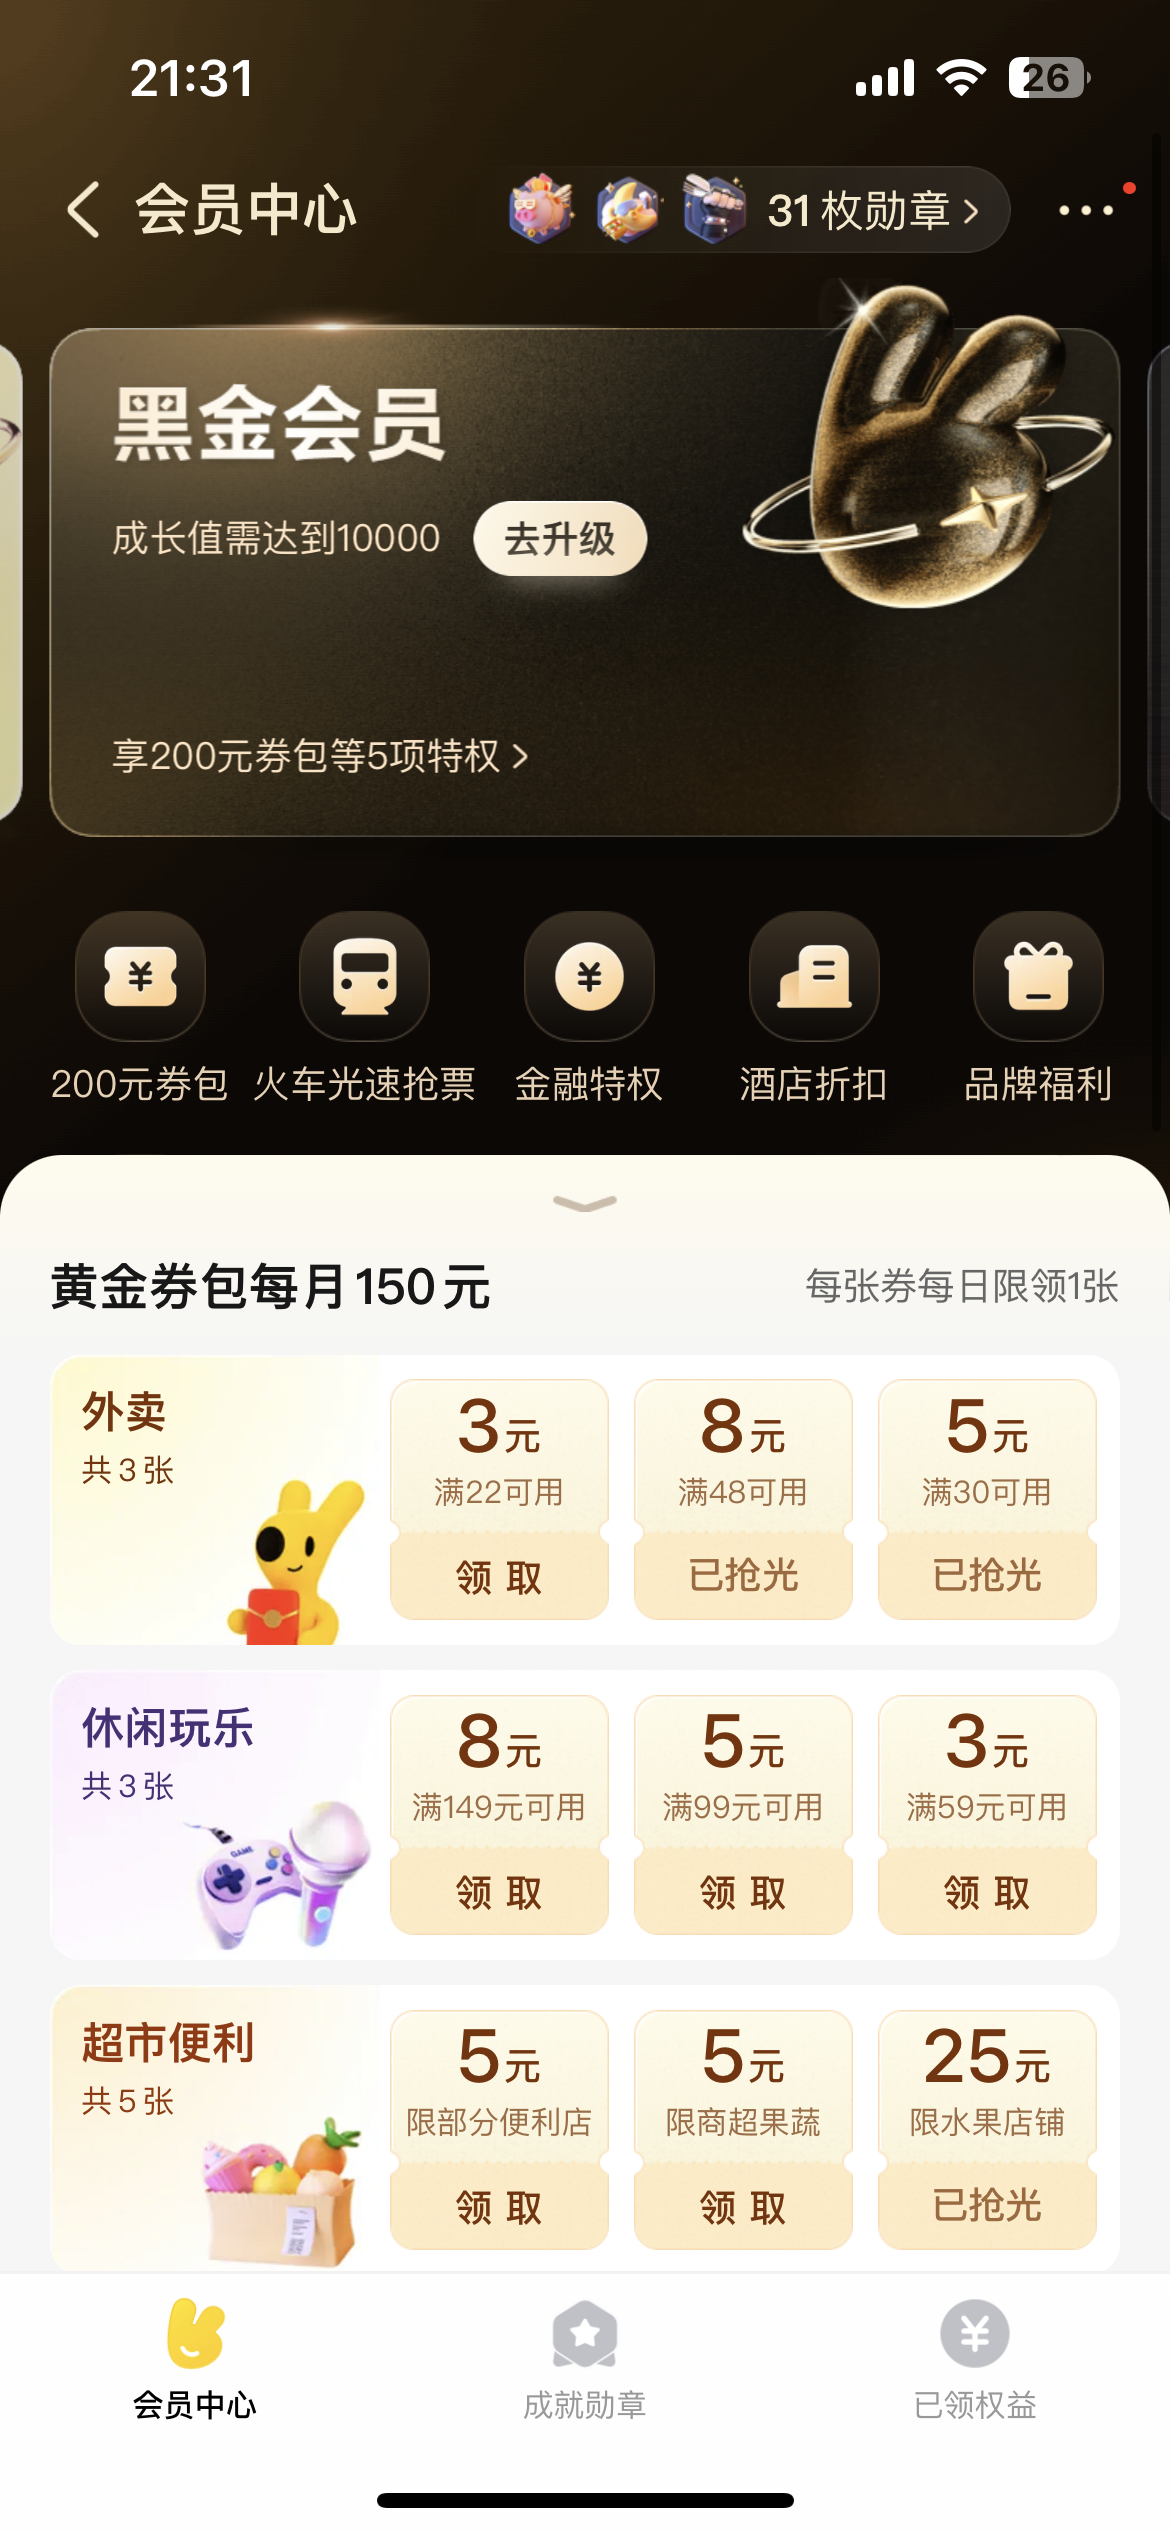 21:31
26
会员中心
31枚勋章
黑金会员
成长值需达到10000
去升级
享200元券包等5项特权
200元券包
火车光速抢票
金融特权
酒店折扣
品牌福利
黄金券包每月150元
每张券每日限领1张
外卖
共3张
3元
满22可用
领取
8元
满48可用
已抢光
5元
满30可用
已抢光
休闲玩乐
共3张
GAME
8元
满149元可用
领取
5元
满99元可用
领取
3元
满59元可用
领取
超市便利
共5张
5元
限部分便利店
领取
5元
限商超果蔬
领取
25元
限水果店铺
已抢光
会员中心
成就勋章
已领权益